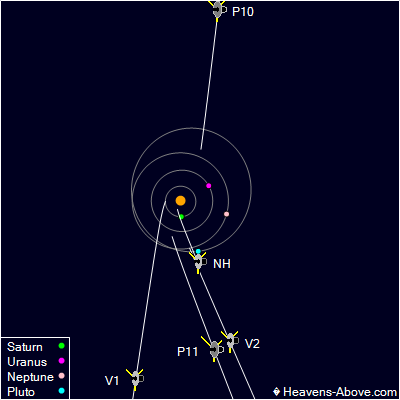 P10
NH
V2
P11
V1
Saturn
Uranus
Neptune
Pluto
� Heavens-Above.com